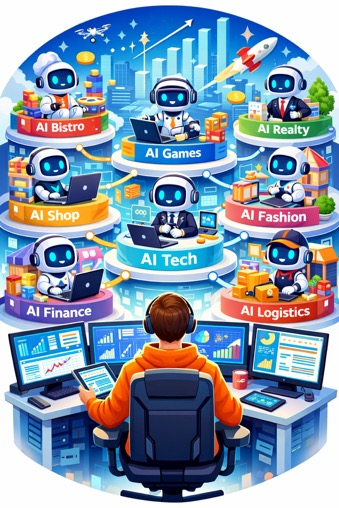 AI Bistro
AI Games
AI Realty
AI Shop
AI Tech
AI Fashion
AI Finance
AI Logistics